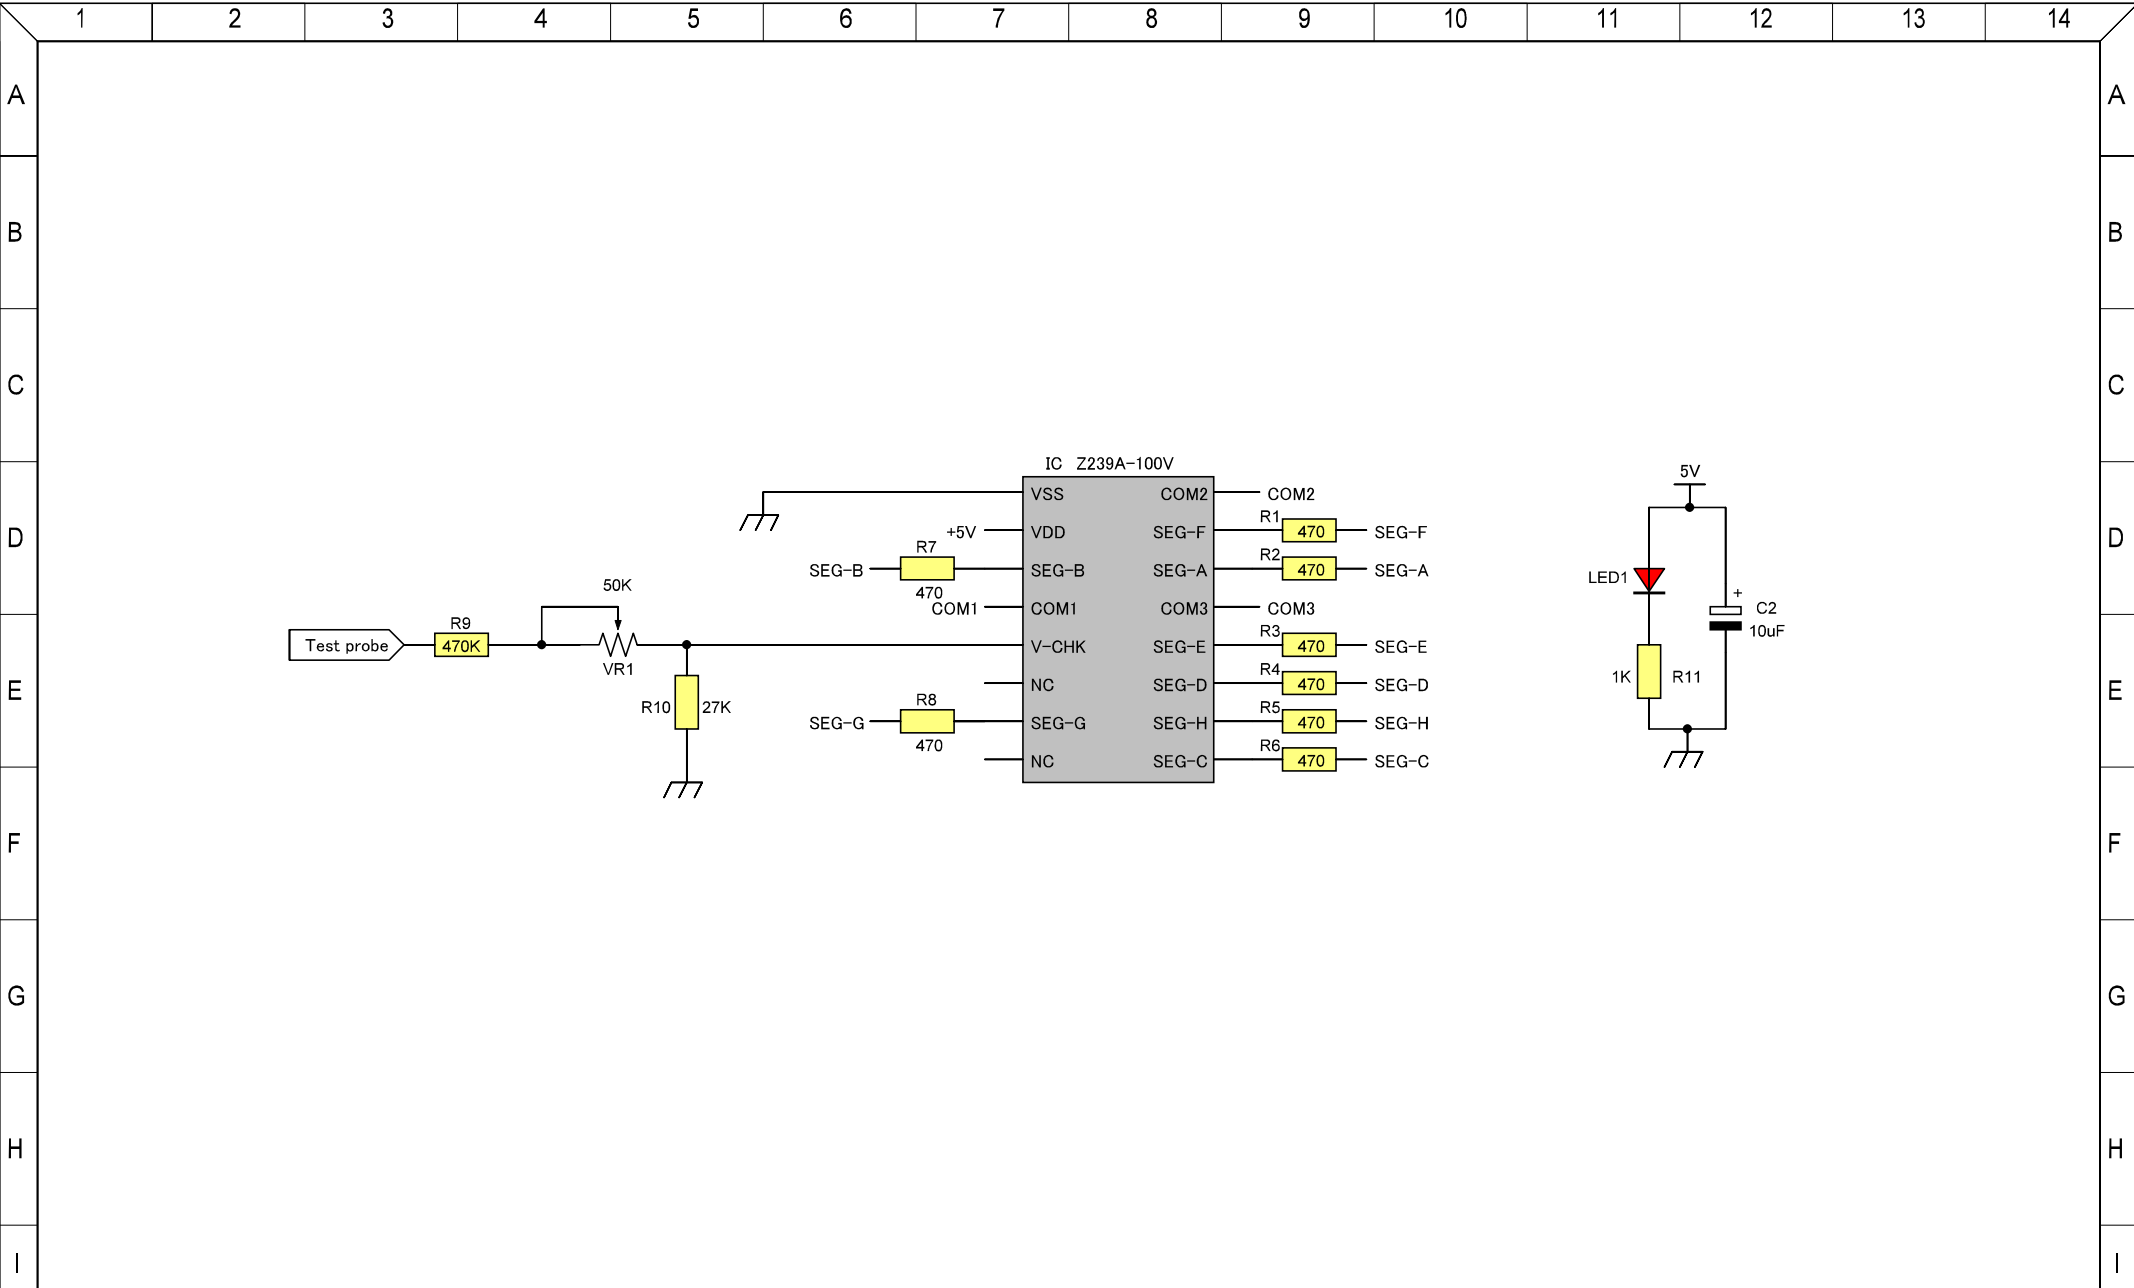 1 2 3 4 5 6 7 8 9 10 11 12 13 14
A A
B B
C C
IC Z239A-100V
5V
VSS COM2 COM2
D D
+5V VDD SEG-F R1 470 SEG-F
R7
SEG-B SEG-B SEG-A R2 470 SEG-A
470
LED1
50K
COM1 COM1 COM3 COM3
+
C2
10uF
R9
Test probe 470K V-CHK SEG-E R3 470 SEG-E
VR1
1K R11
E E
NC SEG-D R4 470 SEG-D
R10 27K
R8
SEG-G SEG-G SEG-H R5 470 SEG-H
470
NC SEG-C R6 470 SEG-C
F F
G G
H H
I I